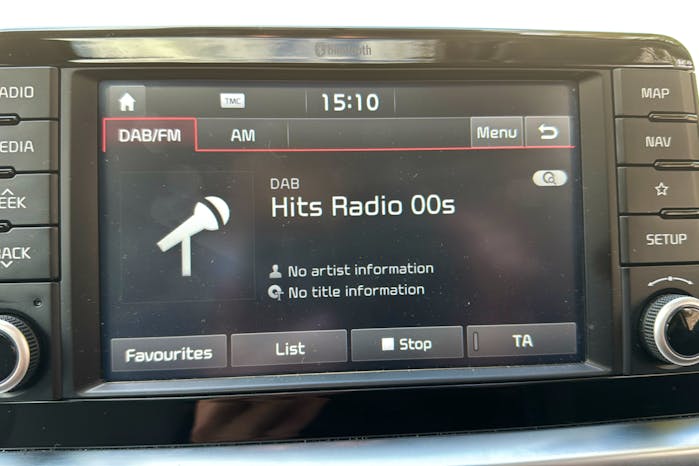 Bluetooth
TMC
15:10
DAB/FM
AM
Menu
DAB
Hits Radio 00s
No artist information
No title information
Favourites
List
Stop
TA
ADIO
EDIA
EEK
ACK
MAP
NAV
SETUP